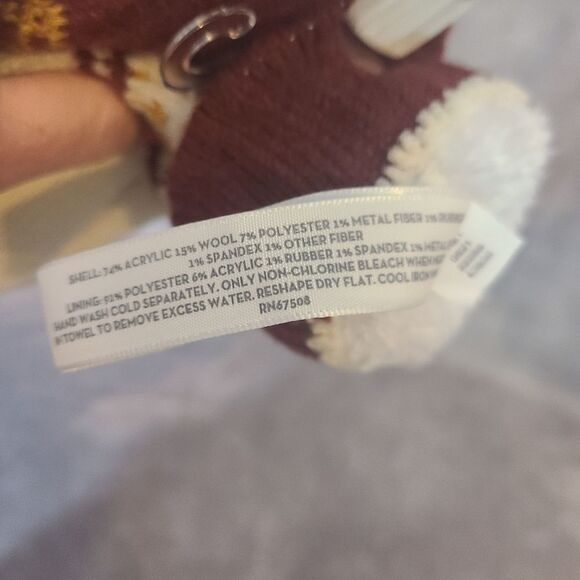 SHELL: 74% ACRYLIC 15% WOOL 7% POLYESTER 1% METAL FIBER 1% RUBBER
1% SPANDEX 1% OTHER FIBER
LINING: 91% POLYESTER 6% ACRYLIC 1% RUBBER 1% SPANDEX 1%
HAND WASH COLD SEPARATELY. ONLY NON-CHLORINE BLEACH WHEN
IN TOWEL TO REMOVE EXCESS WATER. RESHAPE DRY FLAT. COOL IRON
RN67508